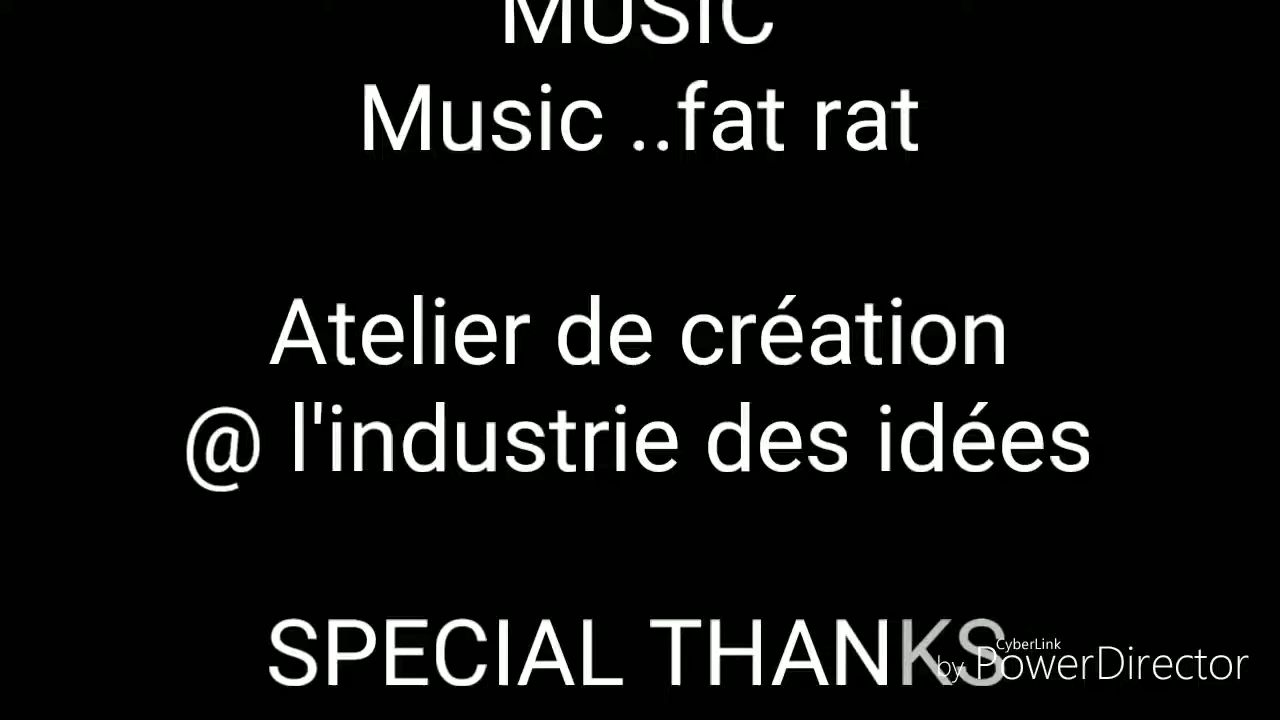 MUSIC
Music ..fat rat
Atelier de création
@ l'industrie des idées
SPECIAL THANKS
CyberLink
by PowerDirector